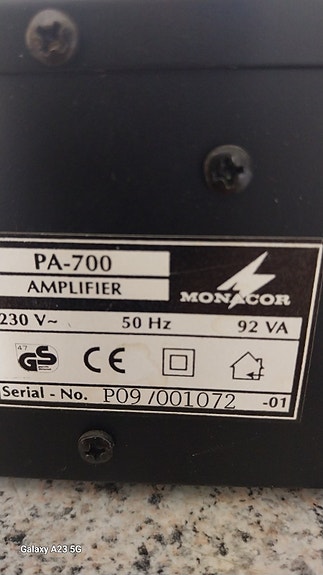 PA-700
AMPLIFIER
MONACOR
230 V~ 50 Hz 92 VA
47
GS
CE
Serial - No. P09/001072 -01
Galaxy A23 5G